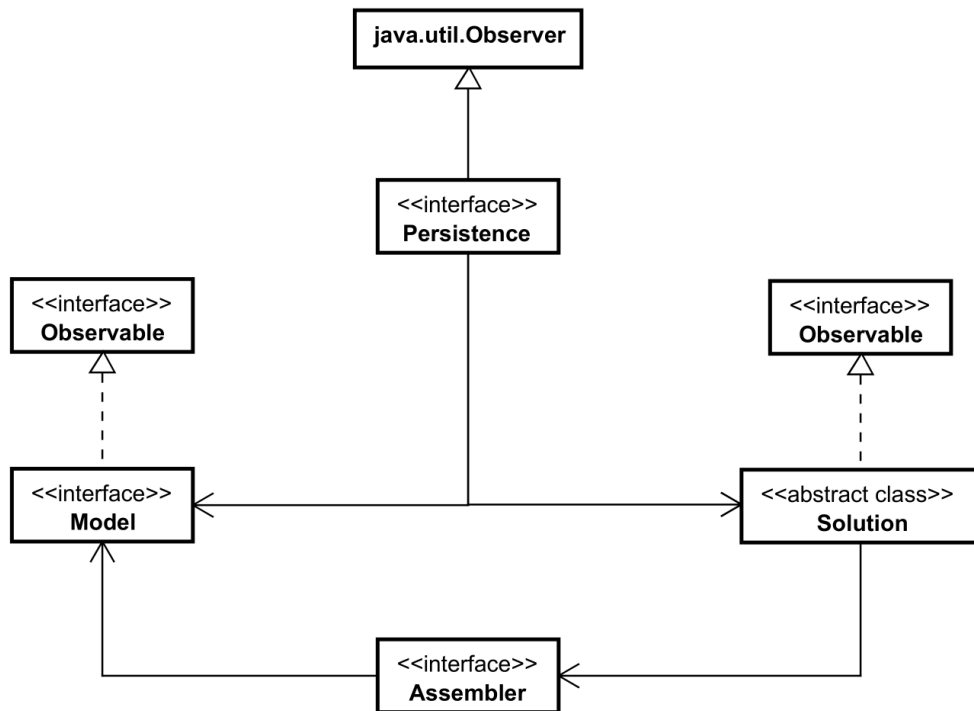 java.util.Observer
<<interface>>
Persistence
<<interface>>
Observable
<<interface>>
Observable
<<interface>>
Model
<<abstract class>>
Solution
<<interface>>
Assembler